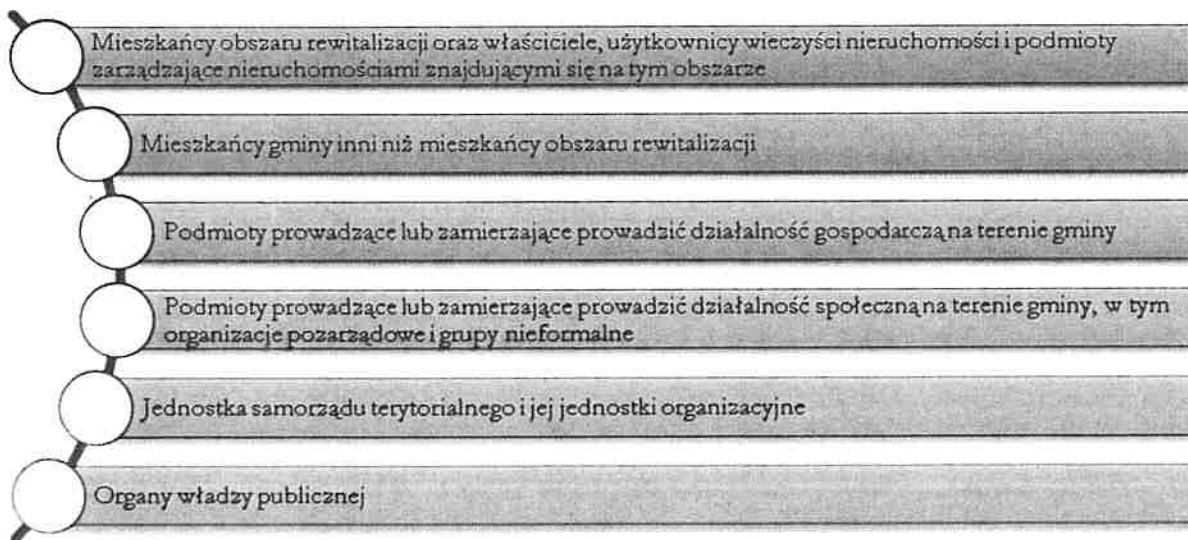 Mieszkańcy obszaru rewitalizacji oraz właściciele, użytkownicy wieczyści nieruchomości i podmioty
zarządzające nieruchomościami znajdującymi się na tym obszarze
Mieszkańcy gminy inni niż mieszkańcy obszaru rewitalizacji
Podmioty prowadzące lub zamierzające prowadzić działalność gospodarczą na terenie gminy
Podmioty prowadzące lub zamierzające prowadzić działalność społeczną na terenie gminy, w tym
organizacje pozarządowe i grupy nieformalne
Jednostka samorządu terytorialnego i jej jednostki organizacyjne
Organy władzy publicznej